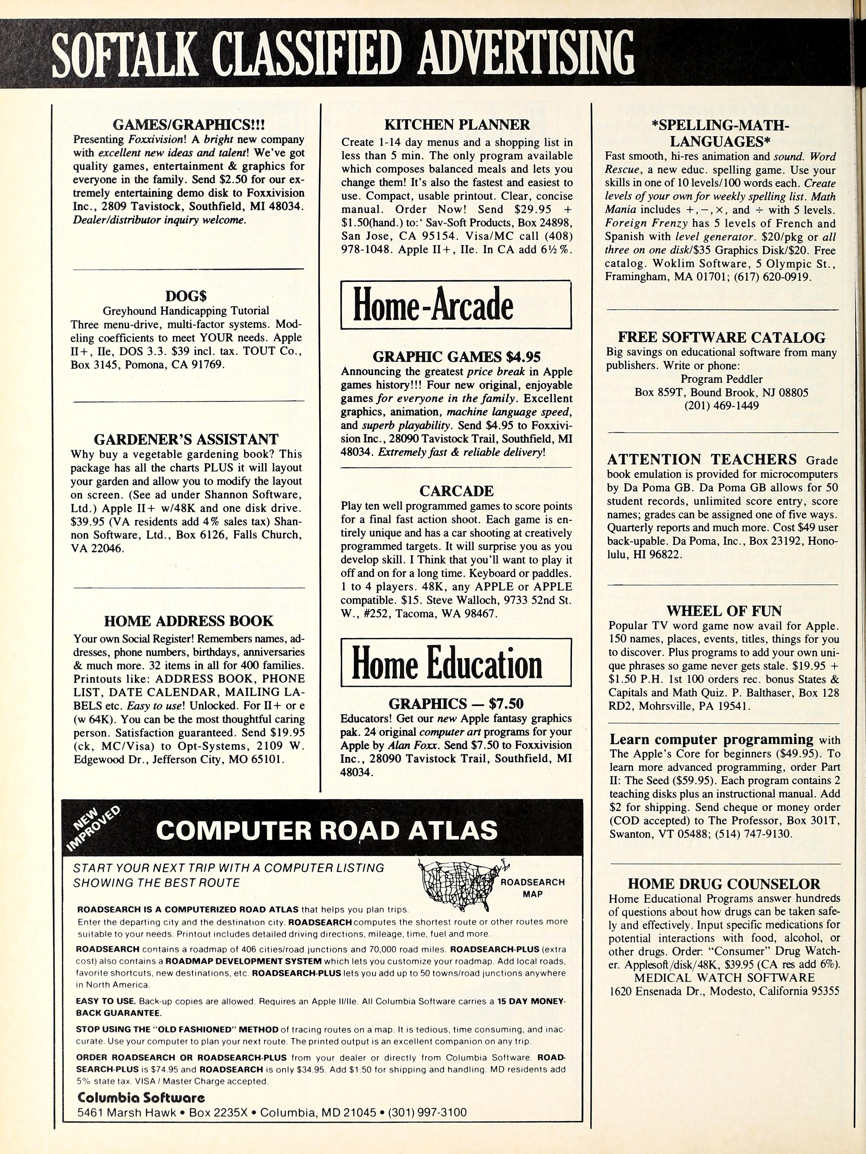 SOFTALK CLASSIFIED ADVERTISING
GAMES/GRAPHICS!!!
Presenting Foxxivision! A bright new company
with excellent new ideas and talent! We've got
quality games, entertainment & graphics for
everyone in the family. Send $2.50 for our ex-
tremely entertaining demo disk to Foxxivision
Inc., 2809 Tavistock, Southfield, MI 48034.
Dealer/distributor inquiry welcome.
DOG$
Greyhound Handicapping Tutorial
Three menu-drive, multi-factor systems. Mod-
eling coefficients to meet YOUR needs. Apple
II+, IIe, DOS 3.3. $39 incl. tax. TOUT Co.,
Box 3145, Pomona, CA 91769.
GARDENER'S ASSISTANT
Why buy a vegetable gardening book? This
package has all the charts PLUS it will layout
your garden and allow you to modify the layout
on screen. (See ad under Shannon Software,
Ltd.) Apple II+ w/48K and one disk drive.
$39.95 (VA residents add 4% sales tax) Shan-
non Software, Ltd., Box 6126, Falls Church,
VA 22046.
HOME ADDRESS BOOK
Your own Social Register! Remembers names, ad-
dresses, phone numbers, birthdays, anniversaries
& much more. 32 items in all for 400 families.
Printouts like: ADDRESS BOOK, PHONE
LIST, DATE CALENDAR, MAILING LA-
BELS etc. Easy to use! Unlocked. For II+ or e
(w 64K). You can be the most thoughtful caring
person. Satisfaction guaranteed. Send $19.95
(ck, MC/Visa) to Opt-Systems, 2109 W.
Edgewood Dr., Jefferson City, MO 65101.
KITCHEN PLANNER
Create 1-14 day menus and a shopping list in
less than 5 min. The only program available
which composes balanced meals and lets you
change them! It's also the fastest and easiest to
use. Compact, usable printout. Clear, concise
manual. Order Now! Send $29.95 +
$1.50(hand.) to:' Sav-Soft Products, Box 24898,
San Jose, CA 95154. Visa/MC call (408)
978-1048. Apple II+, IIe. In CA add 6½%.
Home-Arcade
GRAPHIC GAMES $4.95
Announcing the greatest price break in Apple
games history!!! Four new original, enjoyable
games for everyone in the family. Excellent
graphics, animation, machine language speed,
and superb playability. Send $4.95 to Foxxivi-
sion Inc., 28090 Tavistock Trail, Southfield, MI
48034. Extremely fast & reliable delivery!
CARCADE
Play ten well programmed games to score points
for a final fast action shoot. Each game is en-
tirely unique and has a car shooting at creatively
programmed targets. It will surprise you as you
develop skill. I Think that you'll want to play it
off and on for a long time. Keyboard or paddles.
1 to 4 players. 48K, any APPLE or APPLE
compatible. $15. Steve Walloch, 9733 52nd St.
W., #252, Tacoma, WA 98467.
Home Education
GRAPHICS — $7.50
Educators! Get our new Apple fantasy graphics
pak. 24 original computer art programs for your
Apple by Alan Foxx. Send $7.50 to Foxxivision
Inc., 28090 Tavistock Trail, Southfield, MI
48034.
*SPELLING-MATH-
LANGUAGES*
Fast smooth, hi-res animation and sound. Word
Rescue, a new educ. spelling game. Use your
skills in one of 10 levels/100 words each. Create
levels of your own for weekly spelling list. Math
Mania includes +,−,×, and ÷ with 5 levels.
Foreign Frenzy has 5 levels of French and
Spanish with level generator. $20/pkg or all
three on one disk/$35 Graphics Disk/$20. Free
catalog. Woklim Software, 5 Olympic St.,
Framingham, MA 01701; (617) 620-0919.
FREE SOFTWARE CATALOG
Big savings on educational software from many
publishers. Write or phone:
Program Peddler
Box 859T, Bound Brook, NJ 08805
(201) 469-1449
ATTENTION TEACHERS Grade
book emulation is provided for microcomputers
by Da Poma GB. Da Poma GB allows for 50
student records, unlimited score entry, score
names; grades can be assigned one of five ways.
Quarterly reports and much more. Cost $49 user
back-upable. Da Poma, Inc., Box 23192, Hono-
lulu, HI 96822.
WHEEL OF FUN
Popular TV word game now avail for Apple.
150 names, places, events, titles, things for you
to discover. Plus programs to add your own uni-
que phrases so game never gets stale. $19.95 +
$1.50 P.H. 1st 100 orders rec. bonus States &
Capitals and Math Quiz. P. Balthaser, Box 128
RD2, Mohrsville, PA 19541.
Learn computer programming with
The Apple's Core for beginners ($49.95). To
learn more advanced programming, order Part
II: The Seed ($59.95). Each program contains 2
teaching disks plus an instructional manual. Add
$2 for shipping. Send cheque or money order
(COD accepted) to The Professor, Box 301T,
Swanton, VT 05488; (514) 747-9130.
HOME DRUG COUNSELOR
Home Educational Programs answer hundreds
of questions about how drugs can be taken safe-
ly and effectively. Input specific medications for
potential interactions with food, alcohol, or
other drugs. Order: "Consumer" Drug Watch-
er. Applesoft/disk/48K, $39.95 (CA res add 6%).
MEDICAL WATCH SOFTWARE
1620 Ensenada Dr., Modesto, California 95355
NEW
IMPROVED
COMPUTER ROAD ATLAS
START YOUR NEXT TRIP WITH A COMPUTER LISTING
SHOWING THE BEST ROUTE
ROADSEARCH
MAP
ROADSEARCH IS A COMPUTERIZED ROAD ATLAS that helps you plan trips.
Enter the departing city and the destination city. ROADSEARCH computes the shortest route or other routes more
suitable to your needs. Printout includes detailed driving directions, mileage, time, fuel and more.
ROADSEARCH contains a roadmap of 406 cities/road junctions and 70,000 road miles. ROADSEARCH-PLUS (extra
cost) also contains a ROADMAP DEVELOPMENT SYSTEM which lets you customize your roadmap. Add local roads,
favorite shortcuts, new destinations, etc. ROADSEARCH-PLUS lets you add up to 50 towns/road junctions anywhere
in North America.
EASY TO USE. Back-up copies are allowed. Requires an Apple II/IIe. All Columbia Software carries a 15 DAY MONEY-
BACK GUARANTEE.
STOP USING THE "OLD FASHIONED" METHOD of tracing routes on a map. It is tedious, time consuming, and inac-
curate. Use your computer to plan your next route. The printed output is an excellent companion on any trip.
ORDER ROADSEARCH OR ROADSEARCH-PLUS from your dealer or directly from Columbia Software. ROAD-
SEARCH-PLUS is $74.95 and ROADSEARCH is only $34.95. Add $1.50 for shipping and handling. MD residents add
5% state tax. VISA / Master Charge accepted.
Columbia Software
5461 Marsh Hawk • Box 2235X • Columbia, MD 21045 • (301) 997-3100